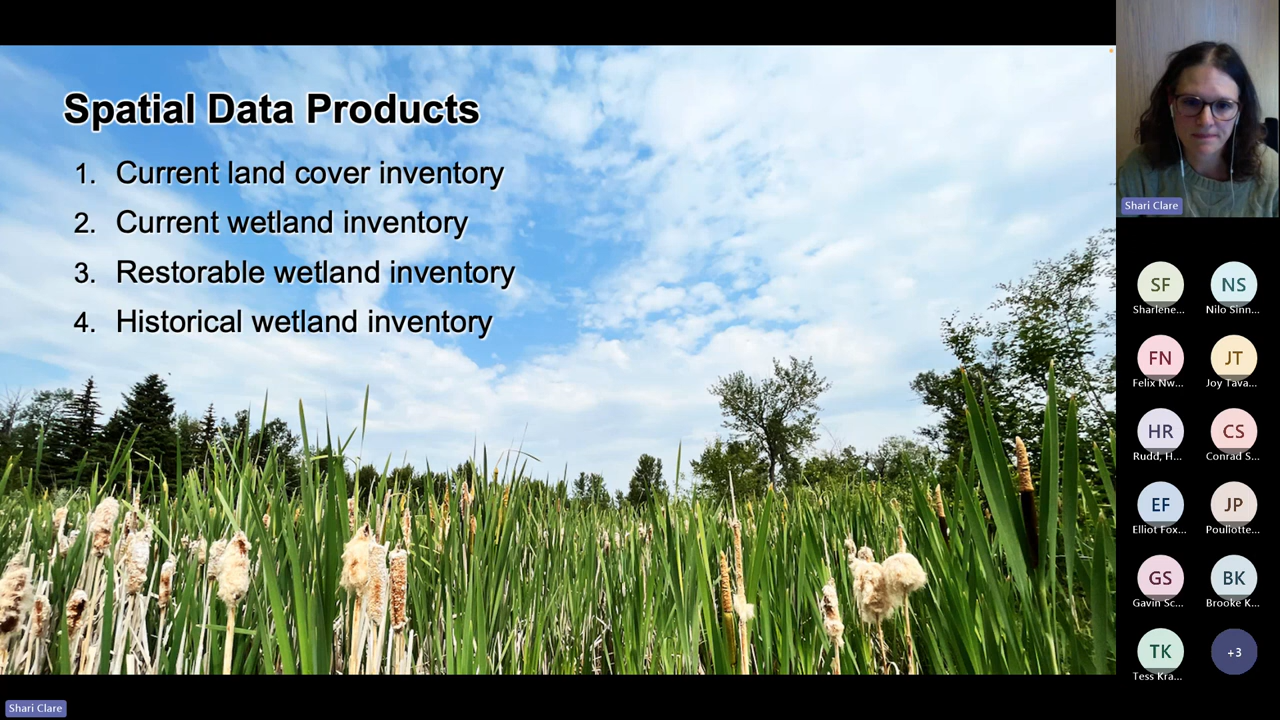 Spatial Data Products
1. Current land cover inventory
2. Current wetland inventory
3. Restorable wetland inventory
4. Historical wetland inventory
Shari Clare
SF
NS
Sharlene...
Nilo Sinn...
FN
JT
Felix Nw...
Joy Tava...
HR
CS
Rudd, H...
Conrad S...
EF
JP
Elliot Fox...
Pouliotte...
GS
BK
Gavin Sc...
Brooke K...
TK
+3
Tess Kra...
Shari Clare